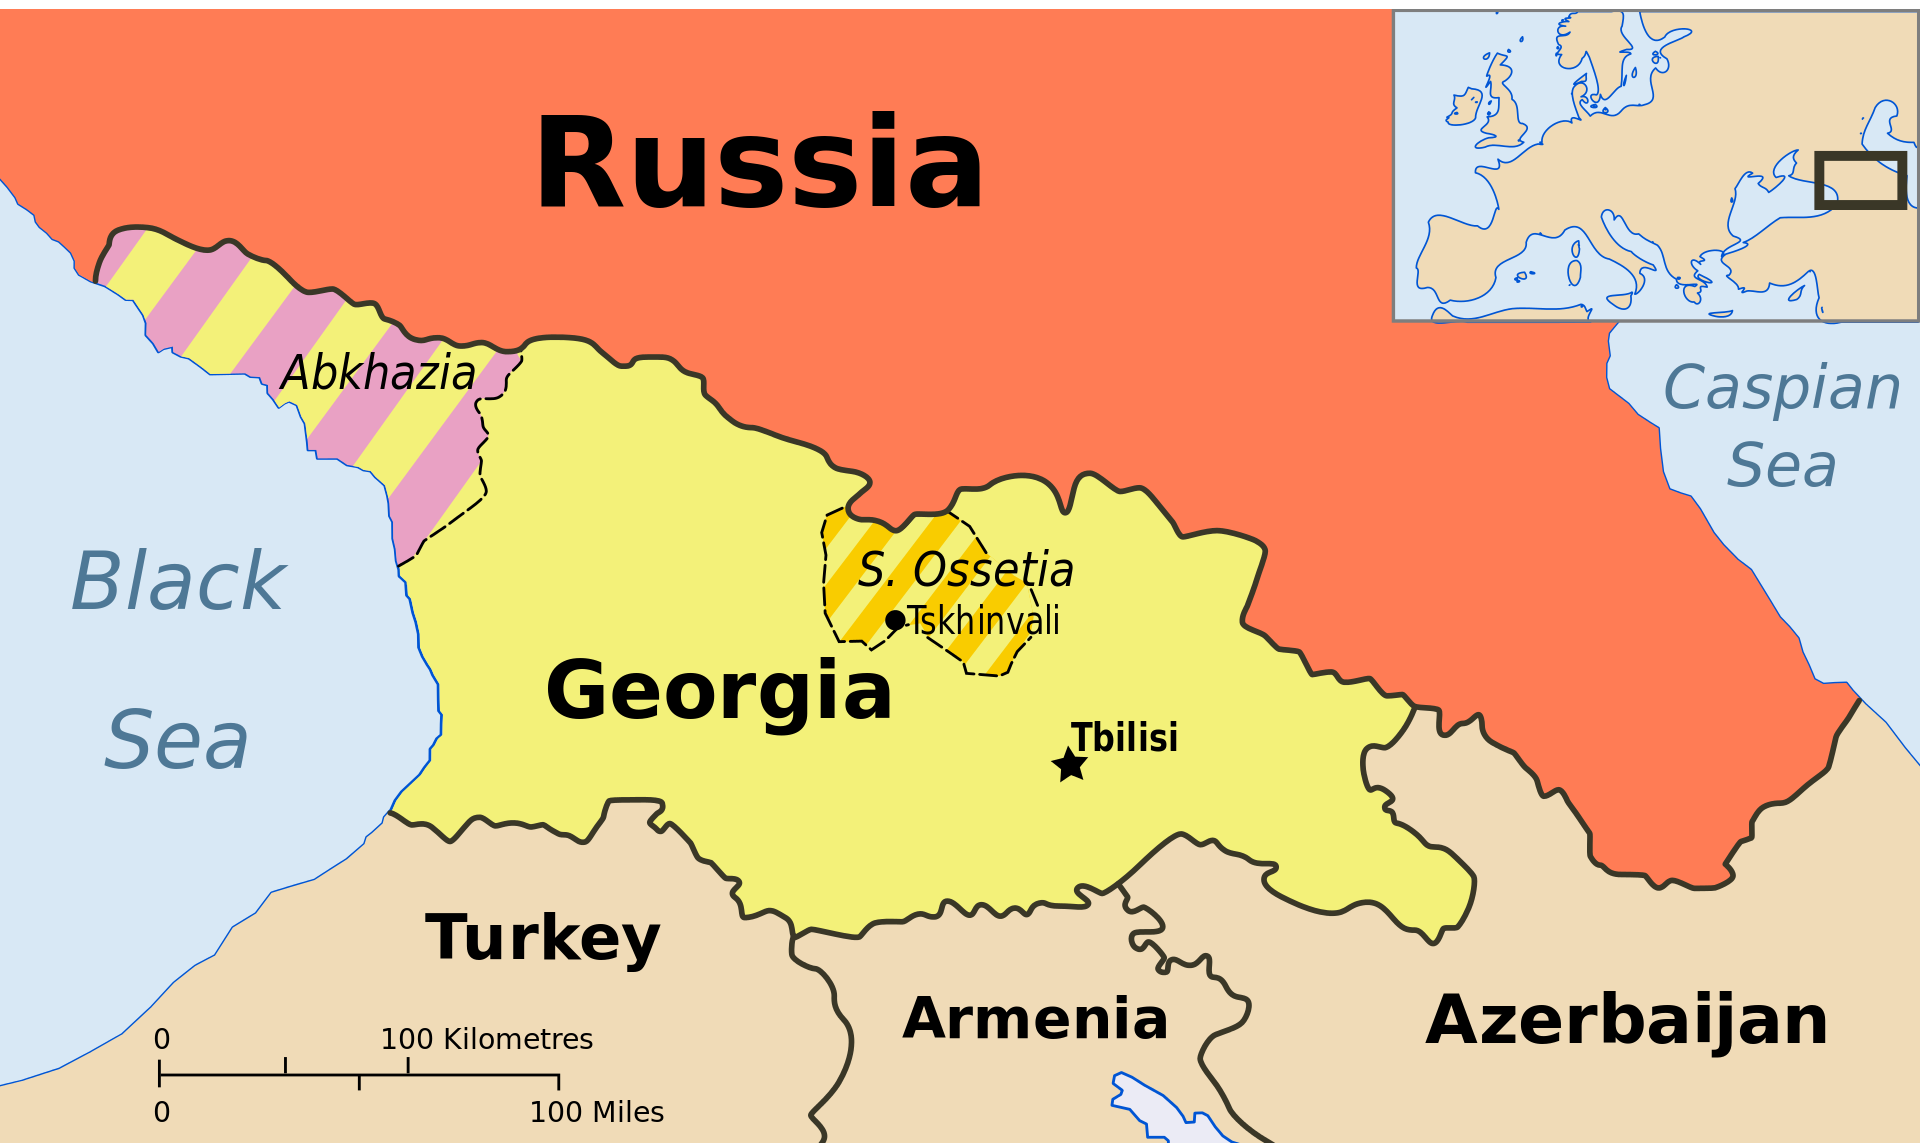 Russia
Caspian
Sea
Abkhazia
Black
Sea
S. Ossetia
Tskhinvali
Georgia
Tbilisi
Turkey
Armenia
Azerbaijan
0
100 Kilometres
0
100 Miles